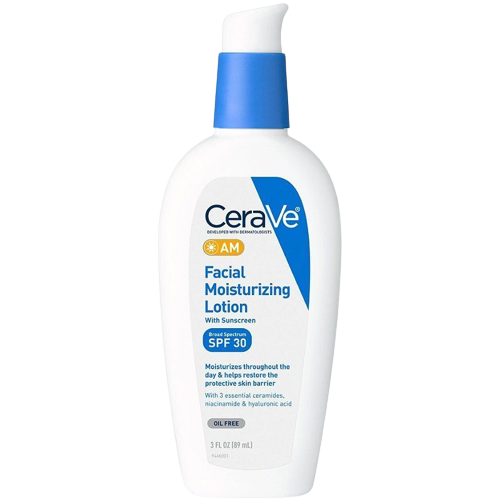 CeraVe®
DEVELOPED WITH DERMATOLOGISTS
AM
Facial
Moisturizing
Lotion
With Sunscreen
Broad Spectrum
SPF 30
Moisturizes throughout the
day & helps restore the
protective skin barrier
With 3 essential ceramides,
niacinamide & hyaluronic acid
OIL FREE
3 FL OZ (89 mL)